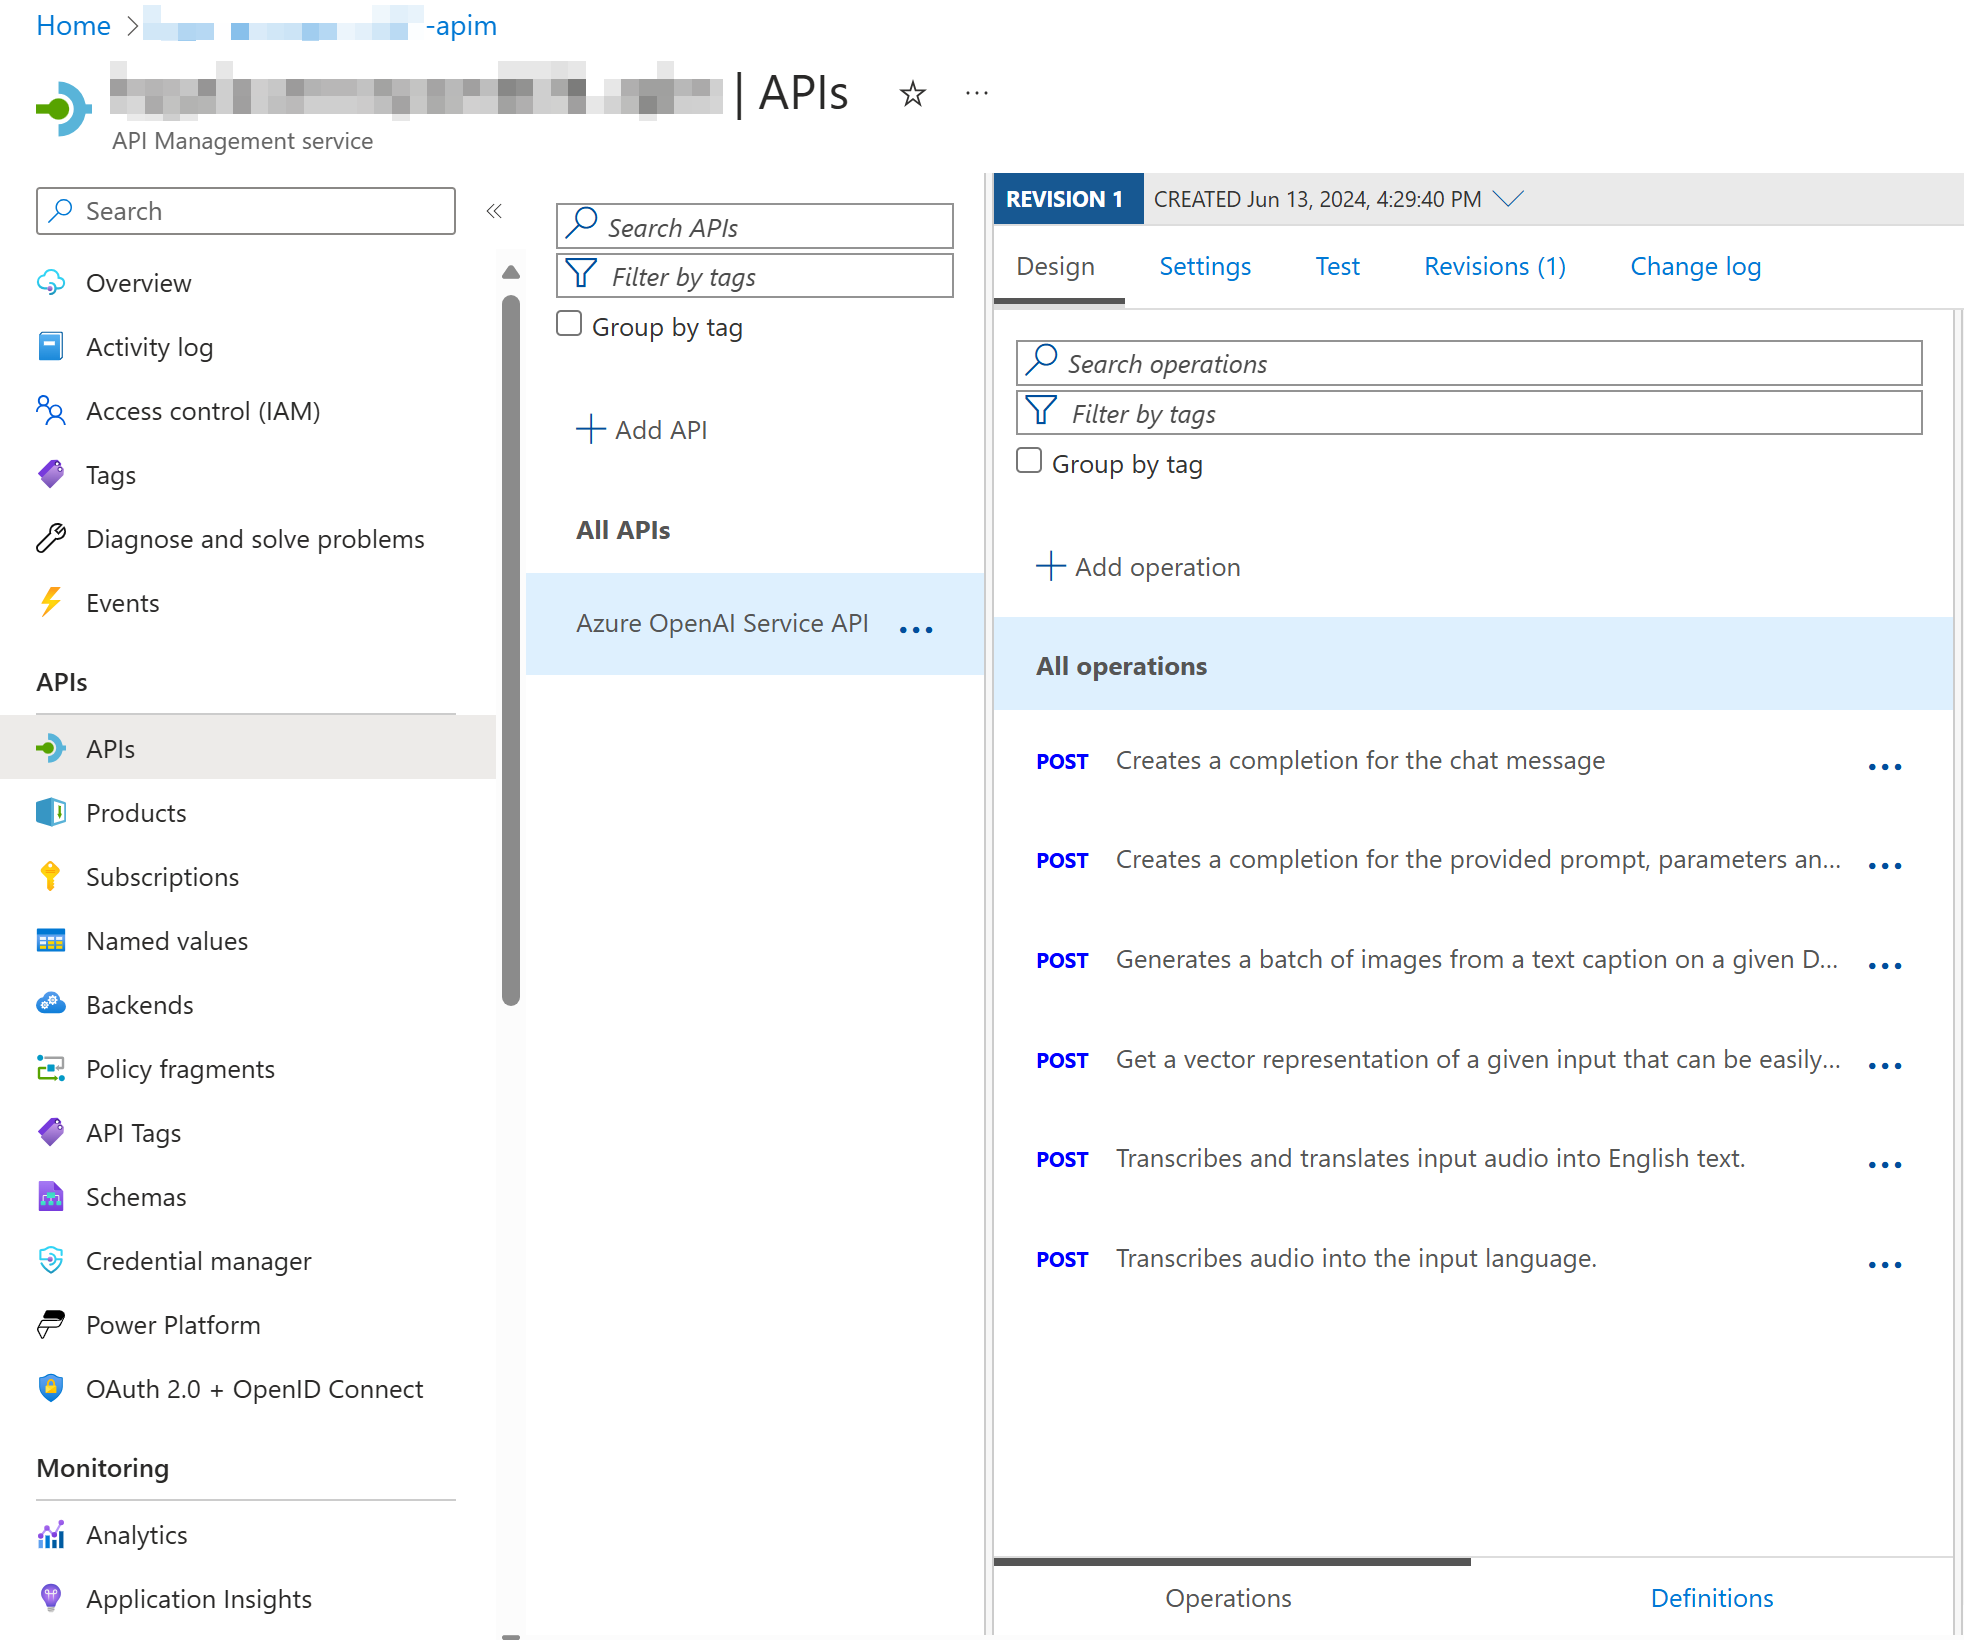 Home > -apim
| APIs
API Management service
Search
Overview
Activity log
Access control (IAM)
Tags
Diagnose and solve problems
Events
APIs
APIs
Products
Subscriptions
Named values
Backends
Policy fragments
API Tags
Schemas
Credential manager
Power Platform
OAuth 2.0 + OpenID Connect
Monitoring
Analytics
Application Insights
Search APIs
Filter by tags
Group by tag
Add API
All APIs
Azure OpenAI Service API
REVISION 1 CREATED Jun 13, 2024, 4:29:40 PM
Design Settings Test Revisions (1) Change log
Search operations
Filter by tags
Group by tag
Add operation
All operations
POST Creates a completion for the chat message
POST Creates a completion for the provided prompt, parameters an...
POST Generates a batch of images from a text caption on a given D...
POST Get a vector representation of a given input that can be easily...
POST Transcribes and translates input audio into English text.
POST Transcribes audio into the input language.
Operations Definitions